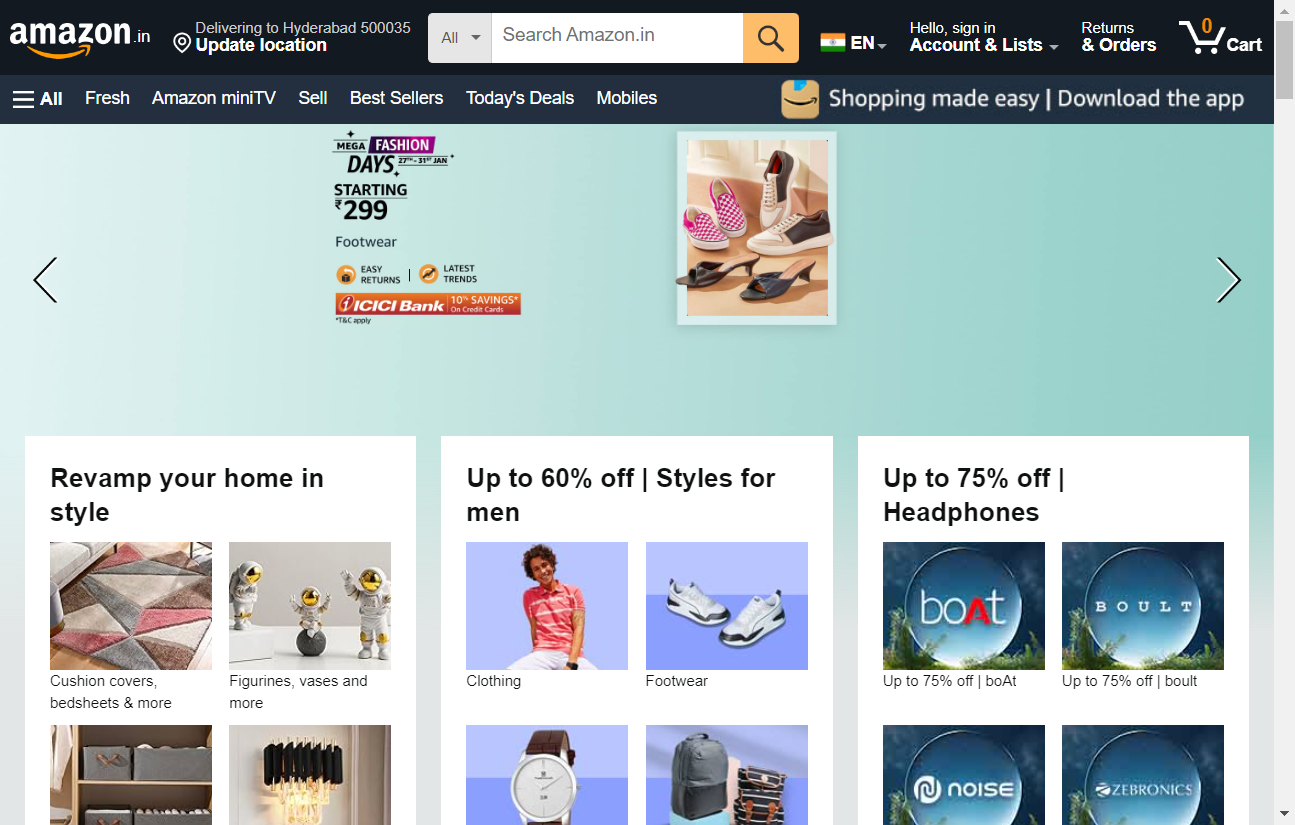 amazon.in
Delivering to Hyderabad 500035
Update location
All
Search Amazon.in
EN
Hello, sign in
Account & Lists
Returns
& Orders
0
Cart
All
Fresh
Amazon miniTV
Sell
Best Sellers
Today's Deals
Mobiles
Shopping made easy | Download the app
MEGA FASHION
DAYS 27TH - 31ST JAN
STARTING
₹299
Footwear
EASY
RETURNS
LATEST
TRENDS
ICICI Bank
10% SAVINGS*
On Credit Cards
*T&C apply
Revamp your home in
style
Cushion covers,
bedsheets & more
Figurines, vases and
more
Up to 60% off | Styles for
men
Clothing
Footwear
Up to 75% off |
Headphones
boAt
BOULT
Up to 75% off | boAt
Up to 75% off | boult
noise
ZEBRONICS